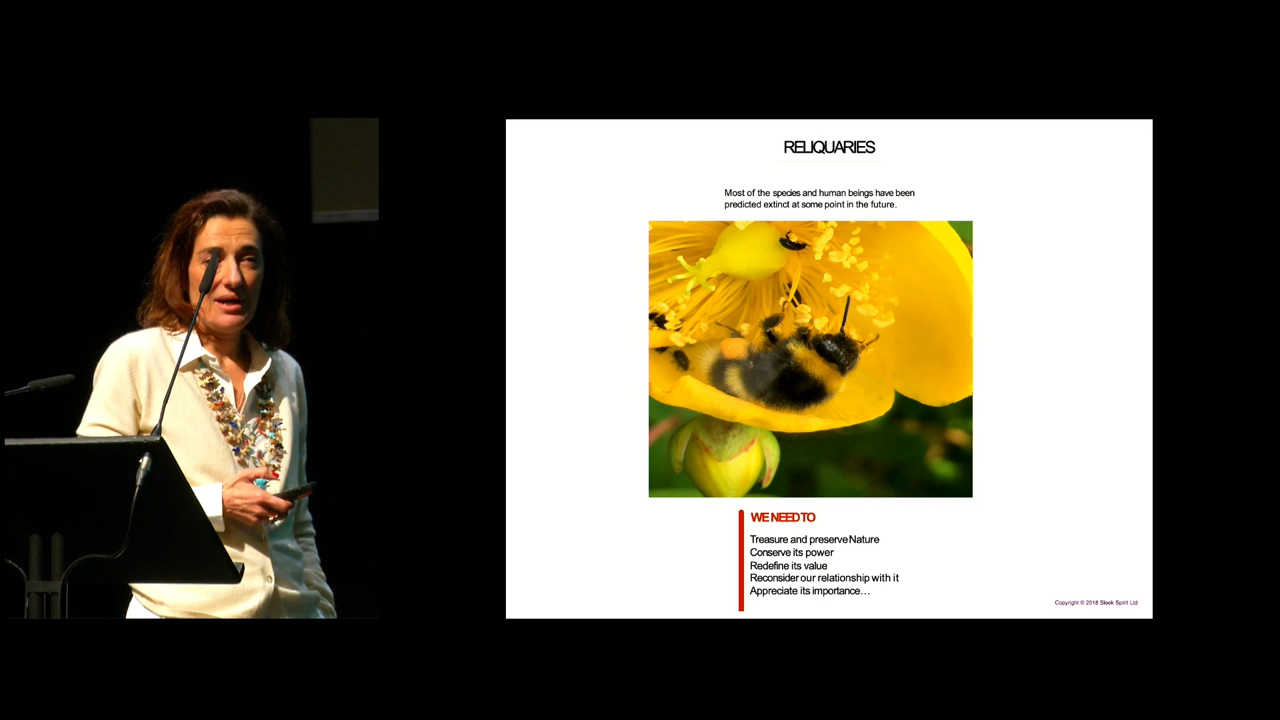 RELIQUARIES
Most of the species and human beings have been
predicted extinct at some point in the future.
WE NEED TO
Treasure and preserve Nature
Conserve its power
Redefine its value
Reconsider our relationship with it
Appreciate its importance…
Copyright © 2018 Sleek Spirit Ltd